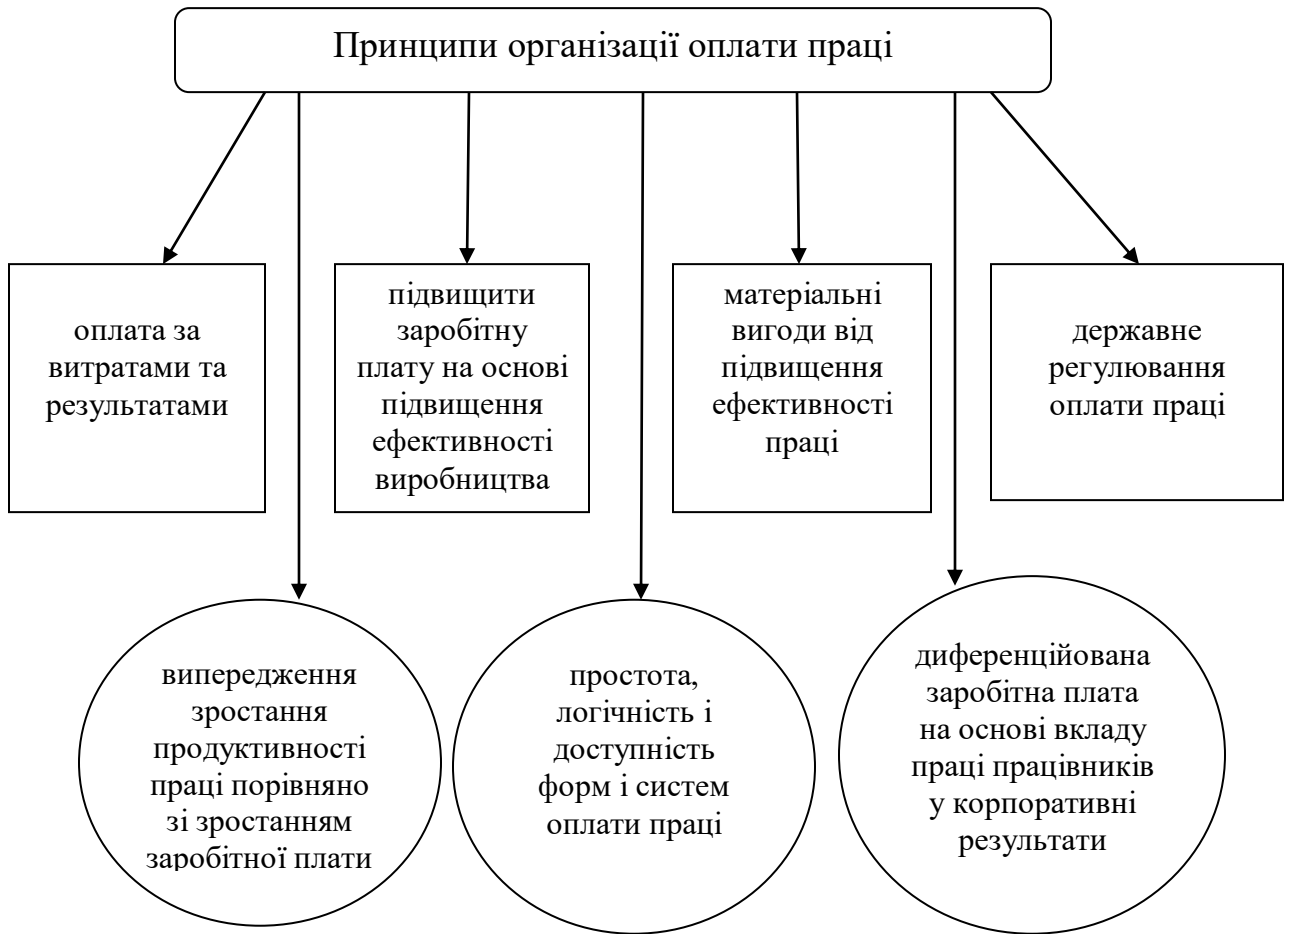 Принципи організації оплати праці
оплата за
витратами та
результатами
підвищити
заробітну
плату на основі
підвищення
ефективності
виробництва
матеріальні
вигоди від
підвищення
ефективності
праці
державне
регулювання
оплати праці
випередження
зростання
продуктивності
праці порівняно
зі зростанням
заробітної плати
простота,
логічність і
доступність
форм і систем
оплати праці
диференційована
заробітна плата
на основі вкладу
праці працівників
у корпоративні
результати